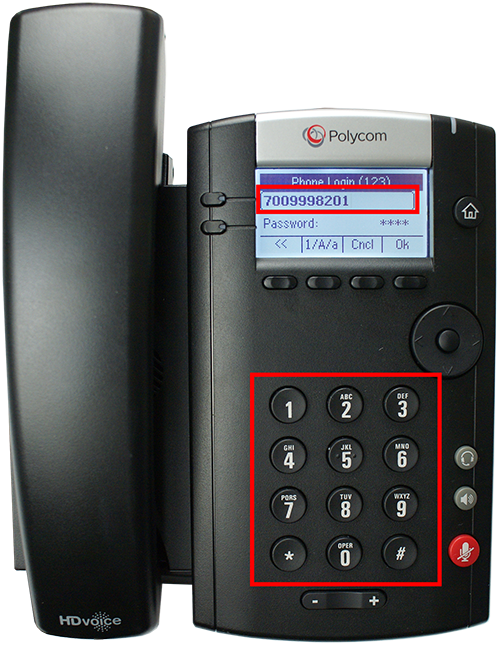 Polycom
Phone Login (123)
7009998201
Password: ****
<< 1/A/a Cncl Ok
1 ABC 2 DEF 3
GHI 4 JKL 5 MNO 6
PQRS 7 TUV 8 WXYZ 9
* OPER 0 #
- +
HDvoice